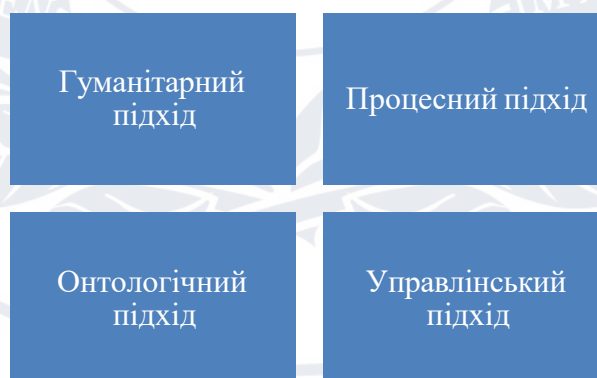 Гуманітарний
підхід
Процесний підхід
Онтологічний
підхід
Управлінський
підхід